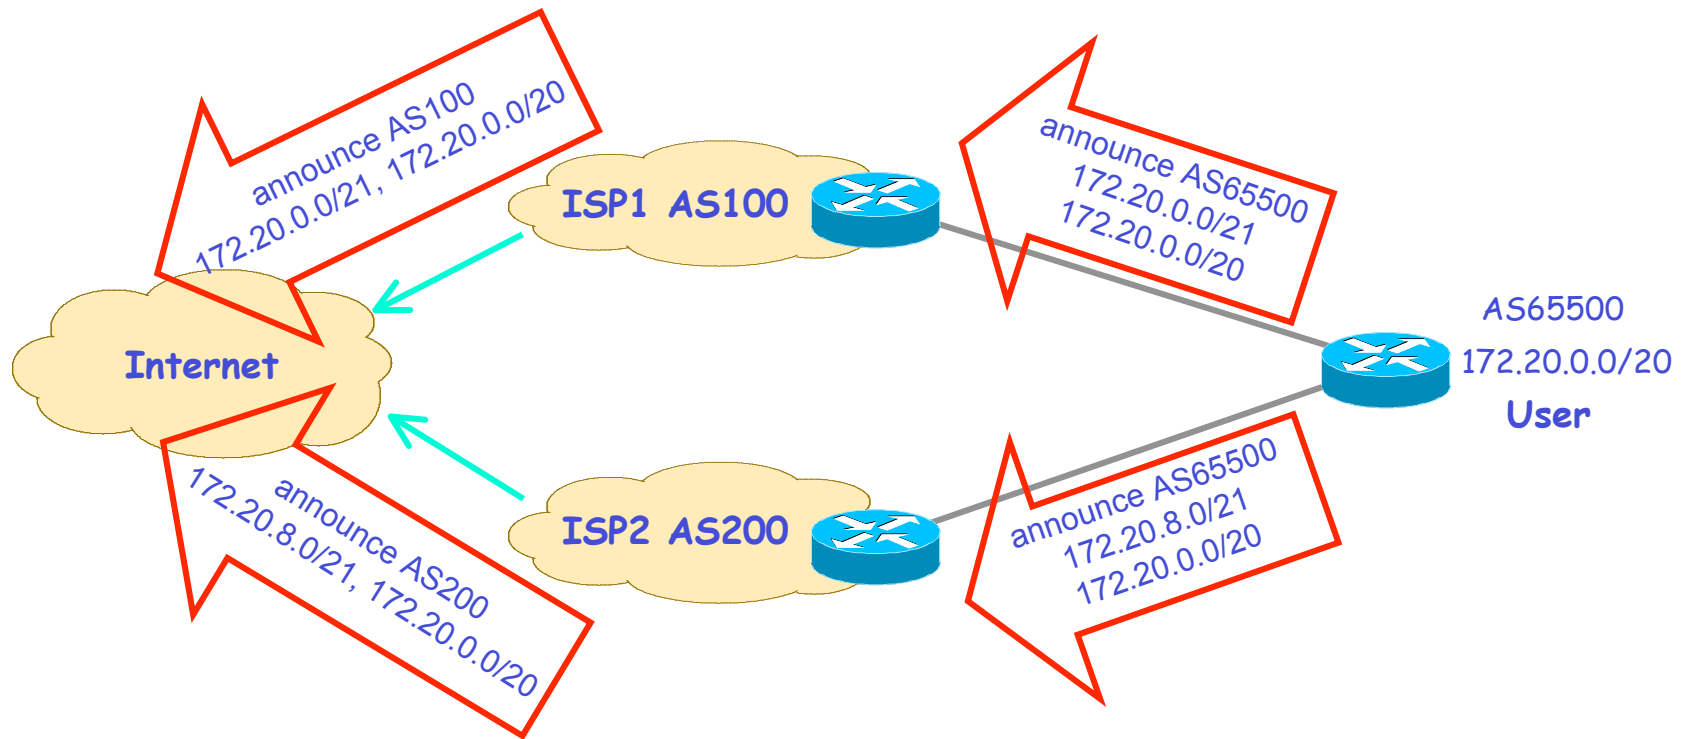 announce AS100
172.20.0.0/21, 172.20.0.0/20
ISP1 AS100
announce AS65500
172.20.0.0/21
172.20.0.0/20
AS65500
172.20.0.0/20
User
Internet
announce AS200
172.20.8.0/21, 172.20.0.0/20
ISP2 AS200
announce AS65500
172.20.8.0/21
172.20.0.0/20